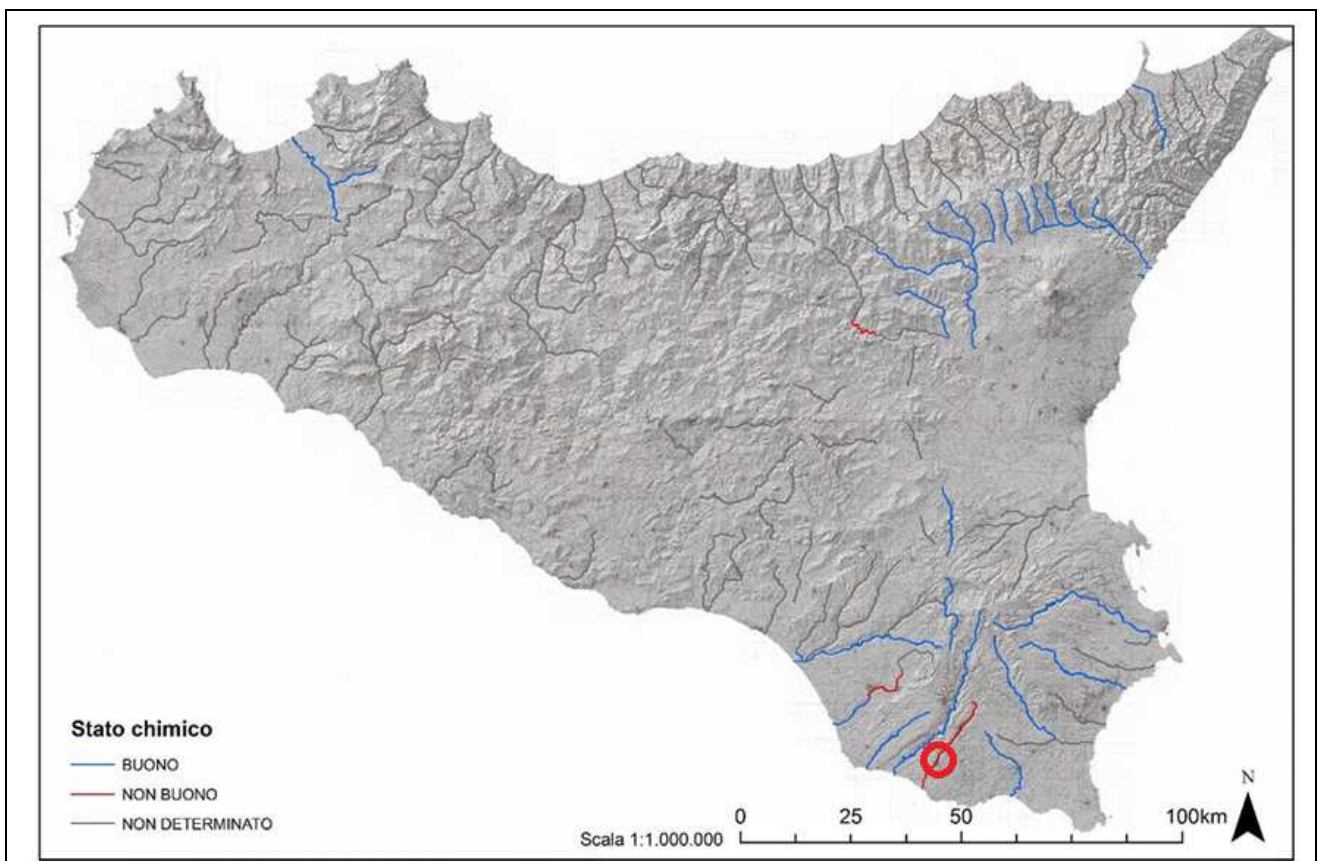 Stato chimico
BUONO
NON BUONO
NON DETERMINATO
0 25 50 100km
Scala 1:1.000.000
N